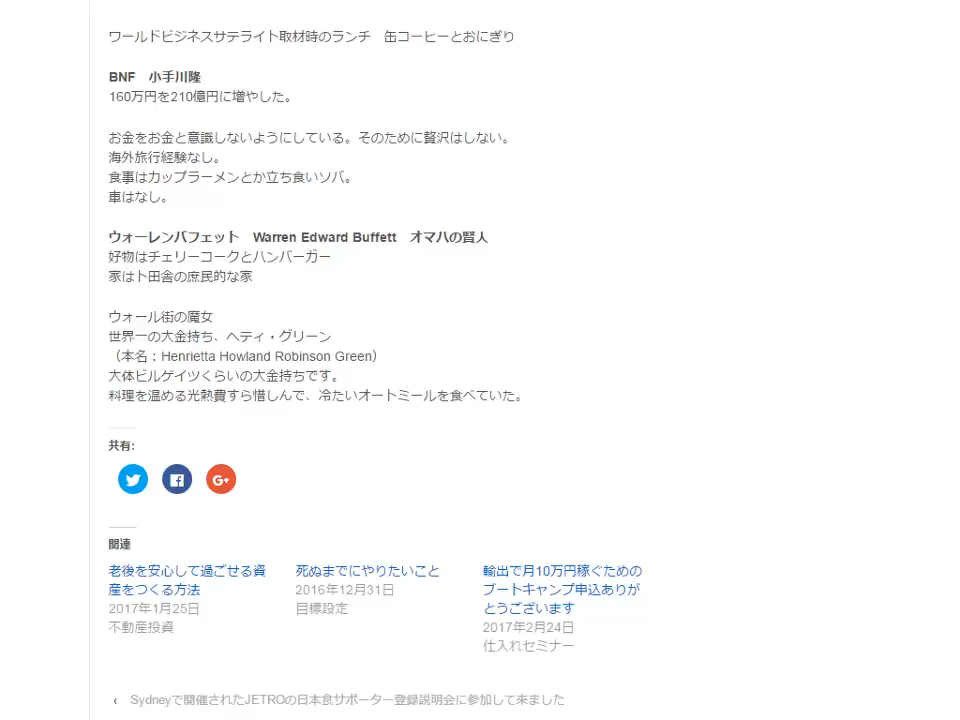 ワールドビジネスサテライト取材時のランチ　缶コーヒーとおにぎり
BNF　小手川隆
160万円を210億円に増やした。
お金をお金と意識しないようにしている。そのために贅沢はしない。
海外旅行経験なし。
食事はカップラーメンとか立ち食いソバ。
車はなし。
ウォーレンバフェット　Warren Edward Buffett　オマハの賢人
好物はチェリーコークとハンバーガー
家はト田舎の庶民的な家
ウォール街の魔女
世界一の大金持ち、ヘティ・グリーン
（本名：Henrietta Howland Robinson Green）
大体ビルゲイツくらいの大金持ちです。
料理を温める光熱費すら惜しんで、冷たいオートミールを食べていた。
共有:
G+
関連
老後を安心して過ごせる資
産をつくる方法
2017年1月25日
不動産投資
死ぬまでにやりたいこと
2016年12月31日
目標設定
輸出で月10万円稼ぐための
ブートキャンプ申込ありが
とうございます
2017年2月24日
仕入れセミナー
‹ Sydneyで開催されたJETROの日本食サポーター登録説明会に参加して来ました